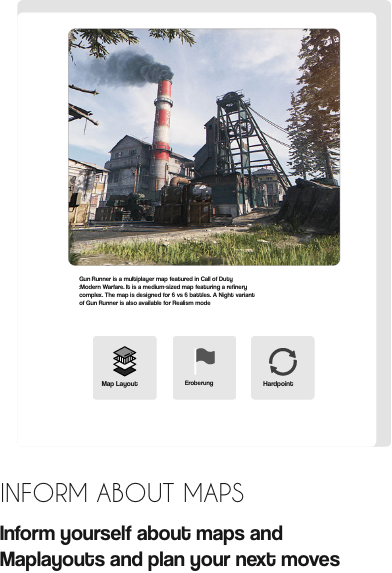 Gun Runner is a multiplayer map featured in Call of Duty
:Modern Warfare. It is a medium-sized map featuring a refinery
complex. The map is designed for 6 vs 6 battles. A Night variant
of Gun Runner is also available for Realism mode
Map Layout
Eroberung
Hardpoint
INFORM ABOUT MAPS
Inform yourself about maps and
Maplayouts and plan your next moves